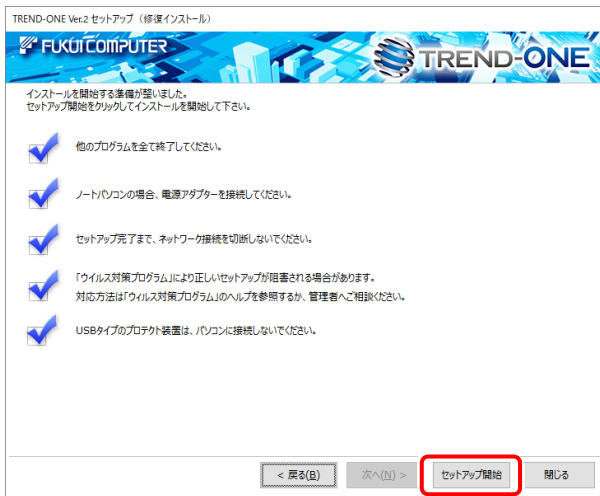 TREND-ONE Ver.2 セットアップ（修復インストール）
FUKUI COMPUTER
TREND-ONE
インストールを開始する準備が整いました。
セットアップ開始をクリックしてインストールを開始して下さい。
他のプログラムを全て終了してください。
ノートパソコンの場合、電源アダプターを接続してください。
セットアップ完了まで、ネットワーク接続を切断しないでください。
「ウイルス対策プログラム」により正しいセットアップが阻害される場合があります。
対応方法は「ウィルス対策プログラム」のヘルプを参照するか、管理者へご相談ください。
USBタイプのプロテクト装置は、パソコンに接続しないでください。
< 戻る(B) 次へ(N) > セットアップ開始 閉じる